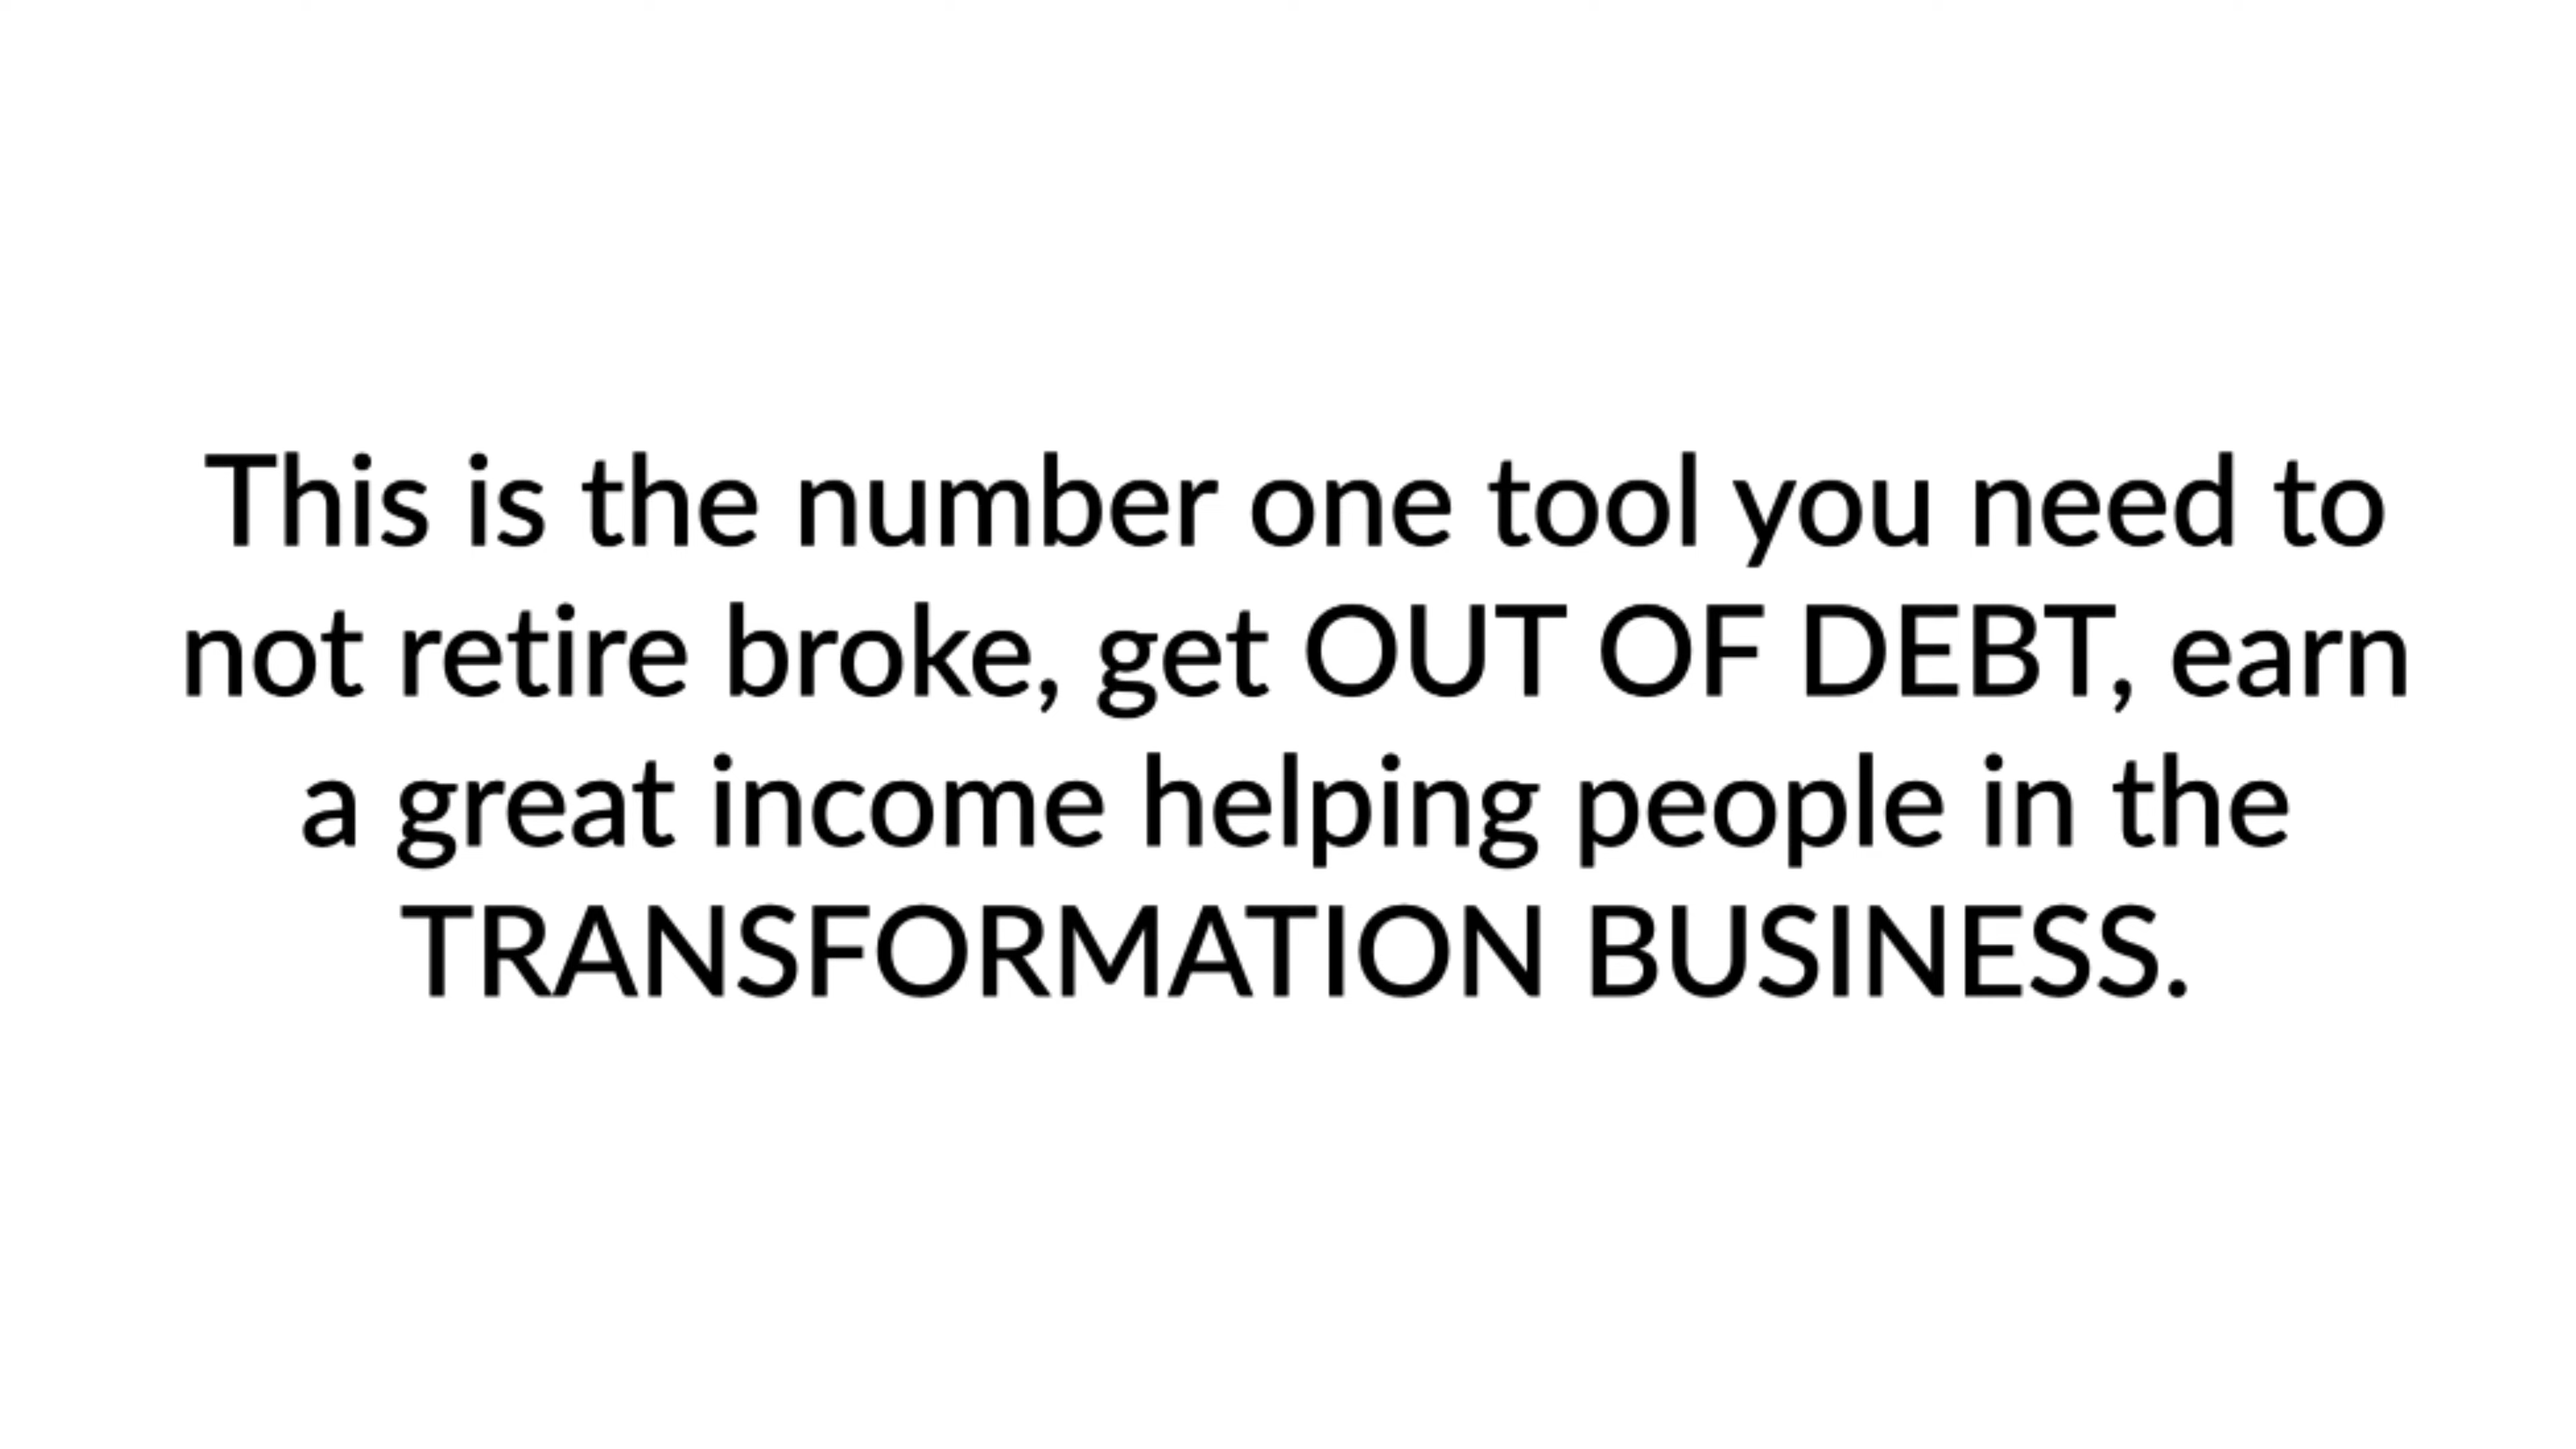 This is the number one tool you need to
not retire broke, get OUT OF DEBT, earn
a great income helping people in the
TRANSFORMATION BUSINESS.